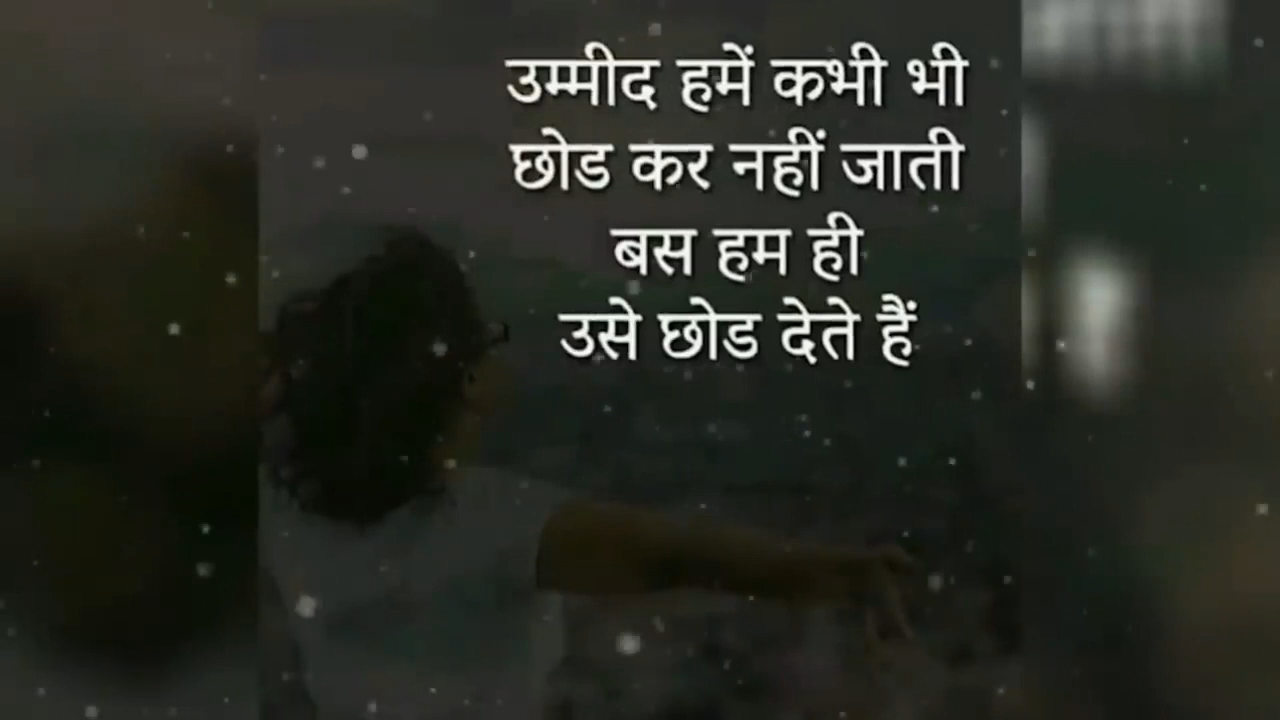 उम्मीद हमें कभी भी
छोड कर नहीं जाती
बस हम ही
उसे छोड देते हैं